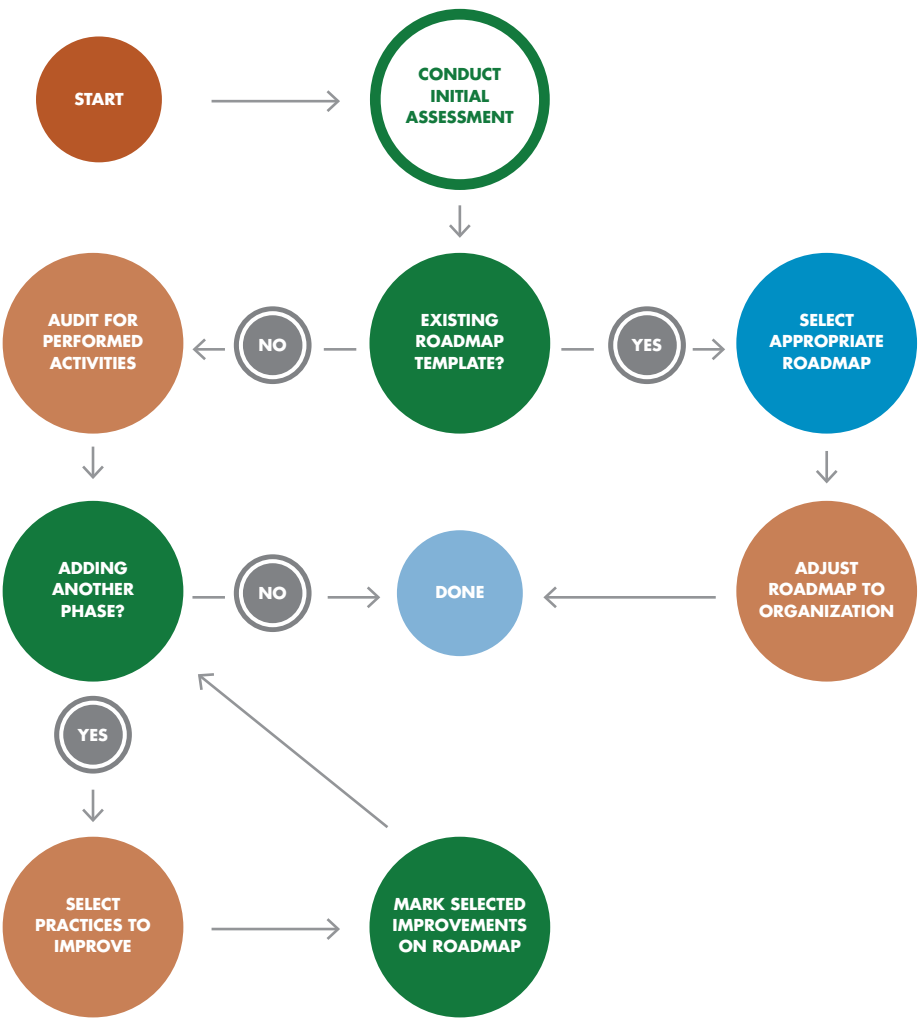 START
CONDUCT
INITIAL
ASSESSMENT
AUDIT FOR
PERFORMED
ACTIVITIES
NO
EXISTING
ROADMAP
TEMPLATE?
YES
SELECT
APPROPRIATE
ROADMAP
ADDING
ANOTHER
PHASE?
NO
DONE
ADJUST
ROADMAP TO
ORGANIZATION
YES
SELECT
PRACTICES TO
IMPROVE
MARK SELECTED
IMPROVEMENTS
ON ROADMAP